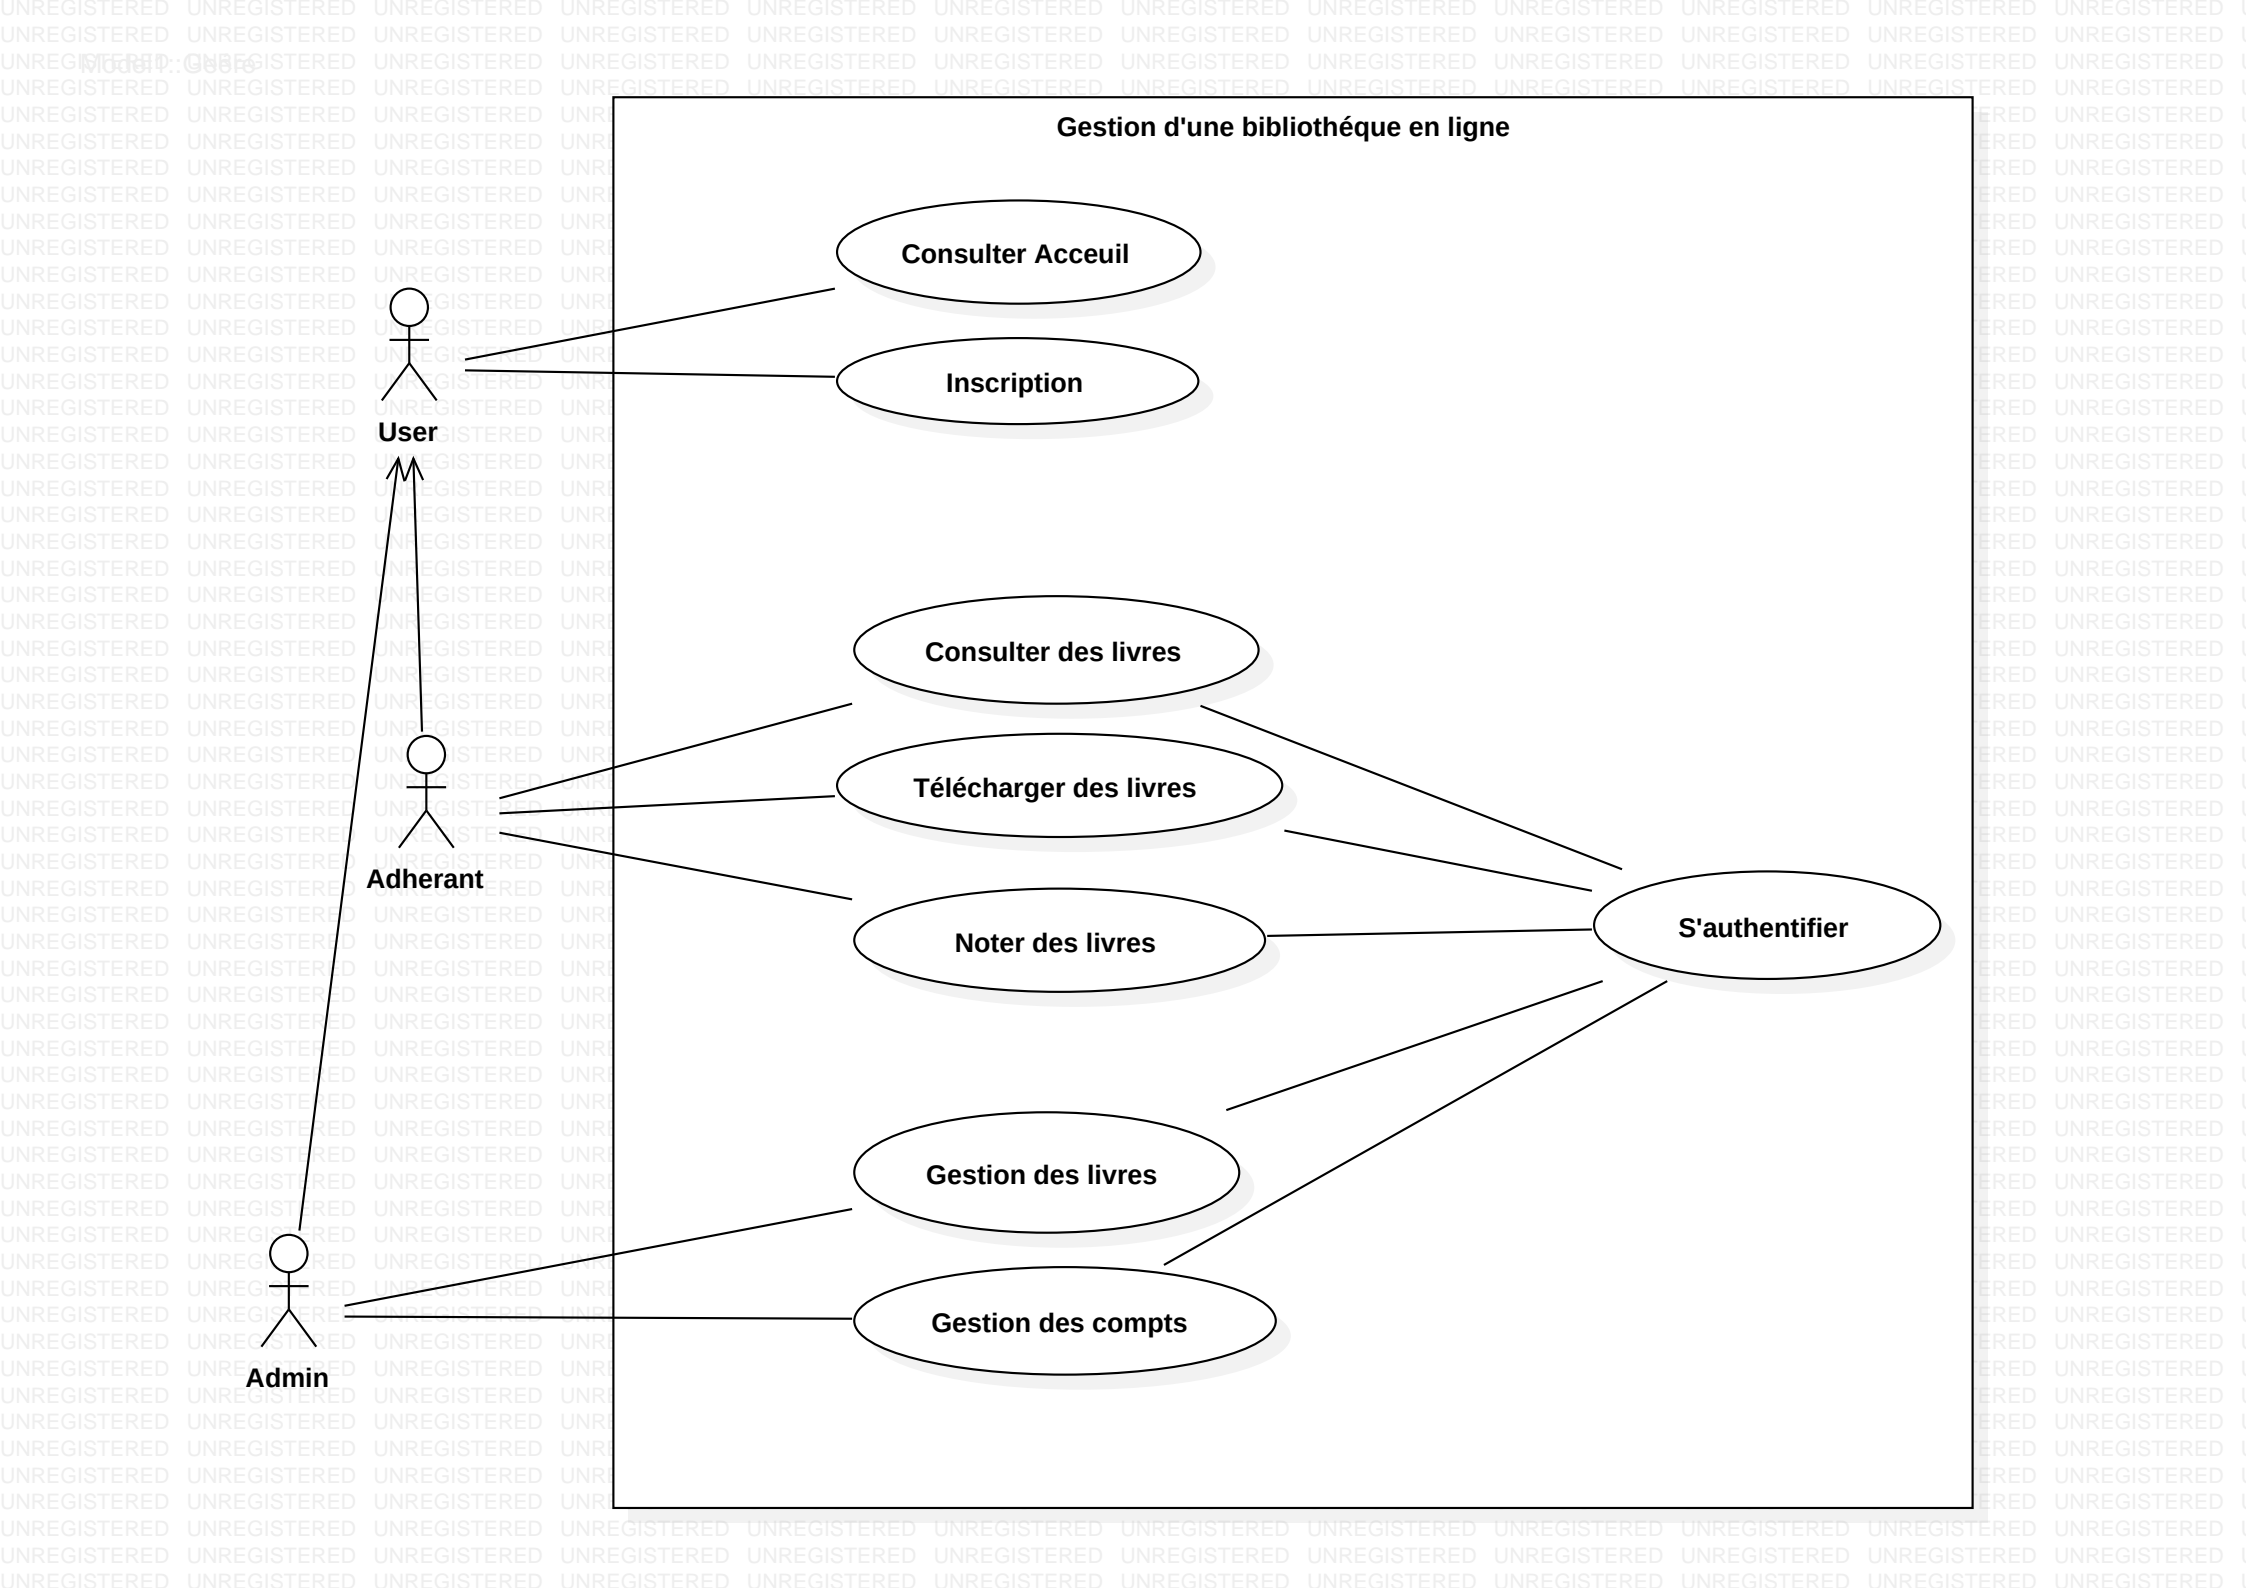 Gestion d'une bibliothéque en ligne
Consulter Acceuil
Inscription
User
Consulter des livres
Télécharger des livres
Adherant
Noter des livres
S'authentifier
Gestion des livres
Gestion des compts
Admin
UNREGISTERED